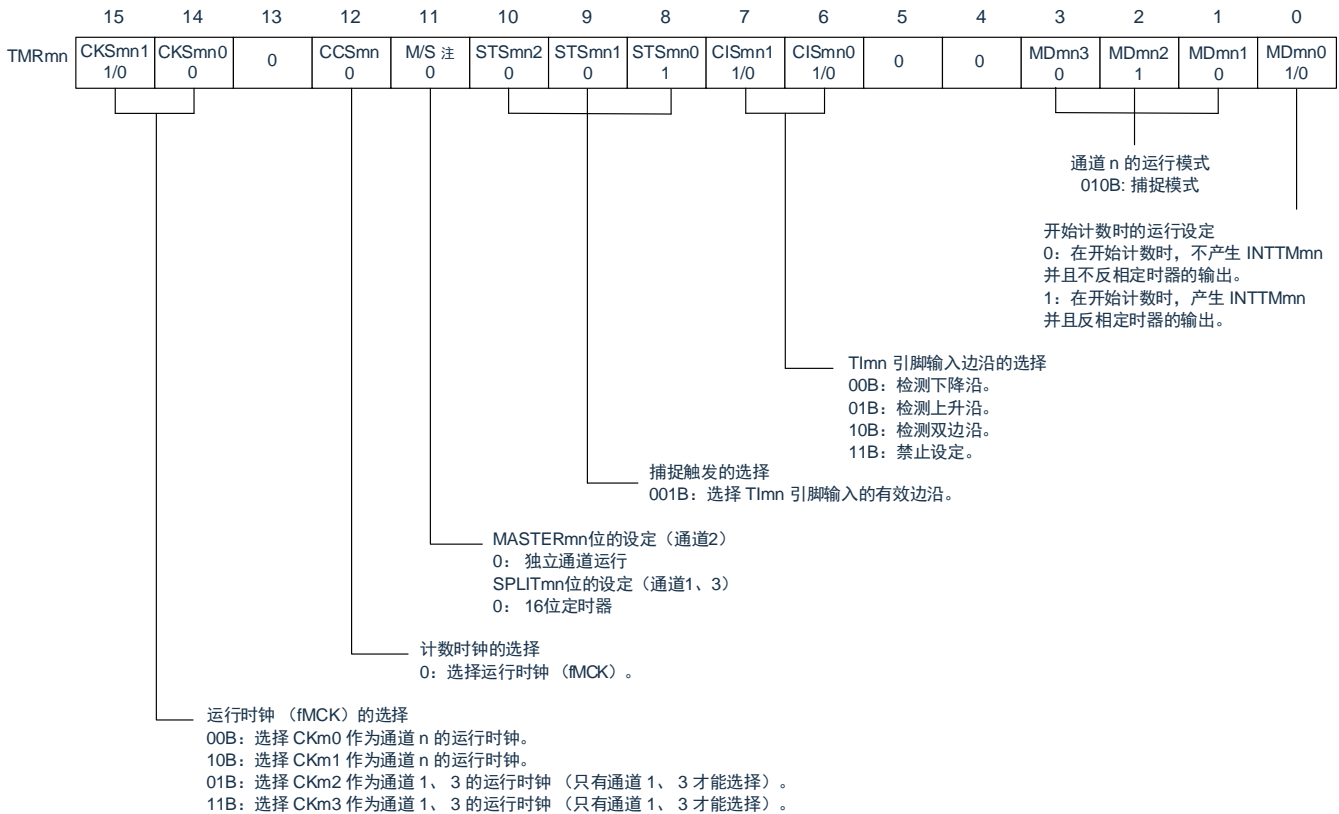 15 14 13 12 11 10 9 8 7 6 5 4 3 2 1 0
TMRmn CKSmn1 CKSmn0 0 CCSmn M/S 注 STSmn2 STSmn1 STSmn0 CISmn1 CISmn0 0 0 MDmn3 MDmn2 MDmn1 MDmn0
1/0 0 0 0 0 0 1 1/0 1/0 0 1 0 1/0
通道 n 的运行模式
010B: 捕捉模式
开始计数时的运行设定
0：在开始计数时，不产生 INTTMmn
并且不反相定时器的输出。
1：在开始计数时，产生 INTTMmn
并且反相定时器的输出。
TImn 引脚输入边沿的选择
00B：检测下降沿。
01B：检测上升沿。
10B：检测双边沿。
11B：禁止设定。
捕捉触发的选择
001B：选择 TImn 引脚输入的有效边沿。
MASTERmn位的设定（通道2）
0： 独立通道运行
SPLITmn位的设定（通道1、3）
0： 16位定时器
计数时钟的选择
0：选择运行时钟 （fMCK）。
运行时钟 （fMCK）的选择
00B：选择 CKm0 作为通道 n 的运行时钟。
10B：选择 CKm1 作为通道 n 的运行时钟。
01B：选择 CKm2 作为通道 1、 3 的运行时钟 （只有通道 1、 3 才能选择）。
11B：选择 CKm3 作为通道 1、 3 的运行时钟 （只有通道 1、 3 才能选择）。